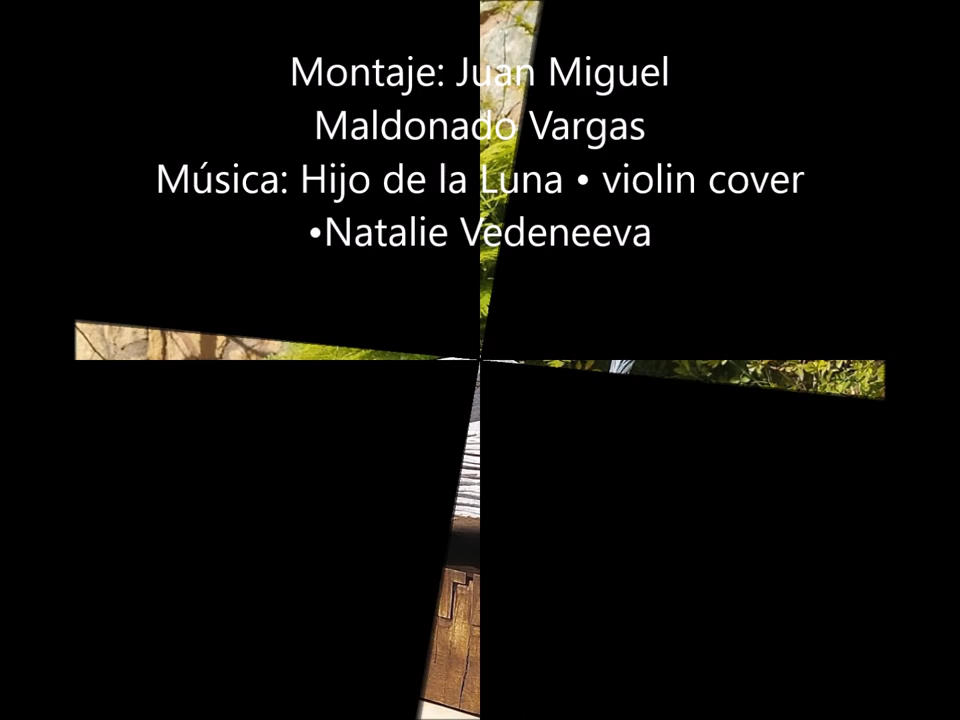 Montaje: Juan Miguel
Maldonado Vargas
Música: Hijo de la Luna • violin cover
•Natalie Vedeneeva